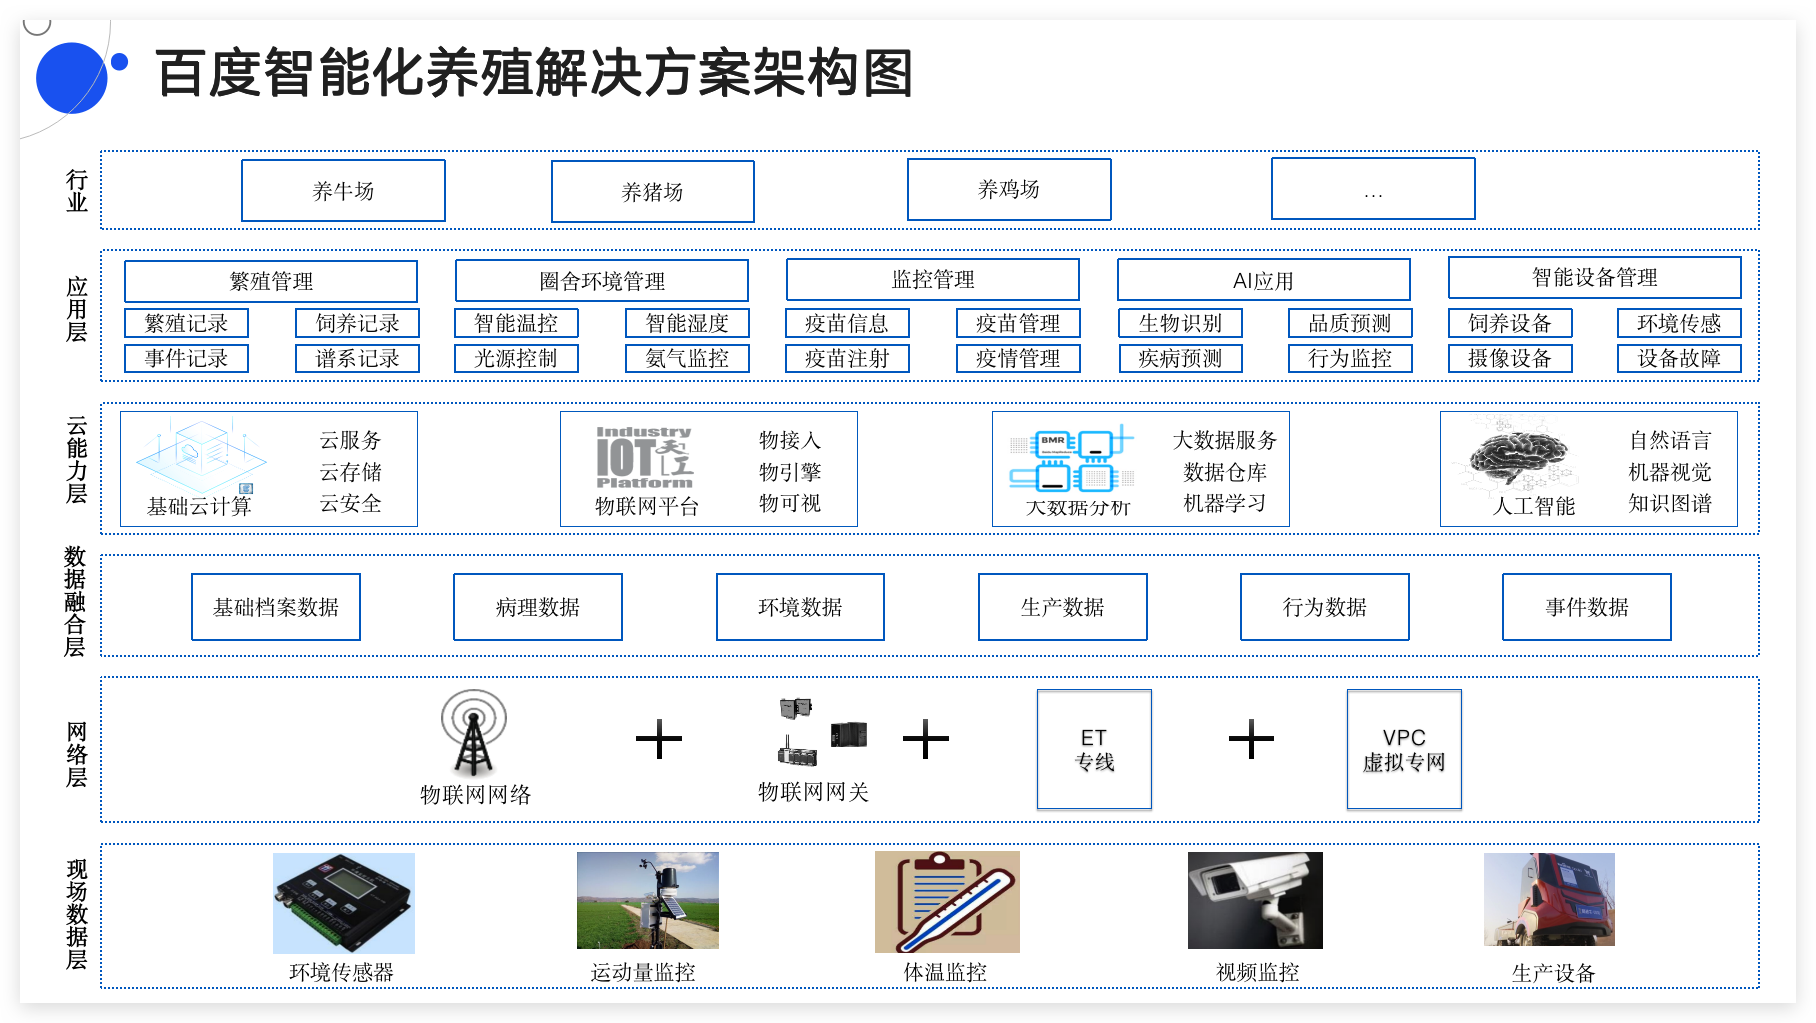 百度智能化养殖解决方案架构图
行业
养牛场
养猪场
养鸡场
...
应用层
繁殖管理
圈舍环境管理
监控管理
AI应用
智能设备管理
繁殖记录
饲养记录
智能温控
智能湿度
疫苗信息
疫苗管理
生物识别
品质预测
饲养设备
环境传感
事件记录
谱系记录
光源控制
氨气监控
疫苗注射
疫情管理
疾病预测
行为监控
摄像设备
设备故障
云能力层
基础云计算
云服务
云存储
云安全
Industry
IOT天工
Platform
物联网平台
物接入
物引擎
物可视
BMR
大数据分析
大数据服务
数据仓库
机器学习
人工智能
自然语言
机器视觉
知识图谱
数据融合层
基础档案数据
病理数据
环境数据
生产数据
行为数据
事件数据
网络层
物联网网络
物联网网关
ET
专线
VPC
虚拟专网
现场数据层
环境传感器
运动量监控
体温监控
视频监控
生产设备